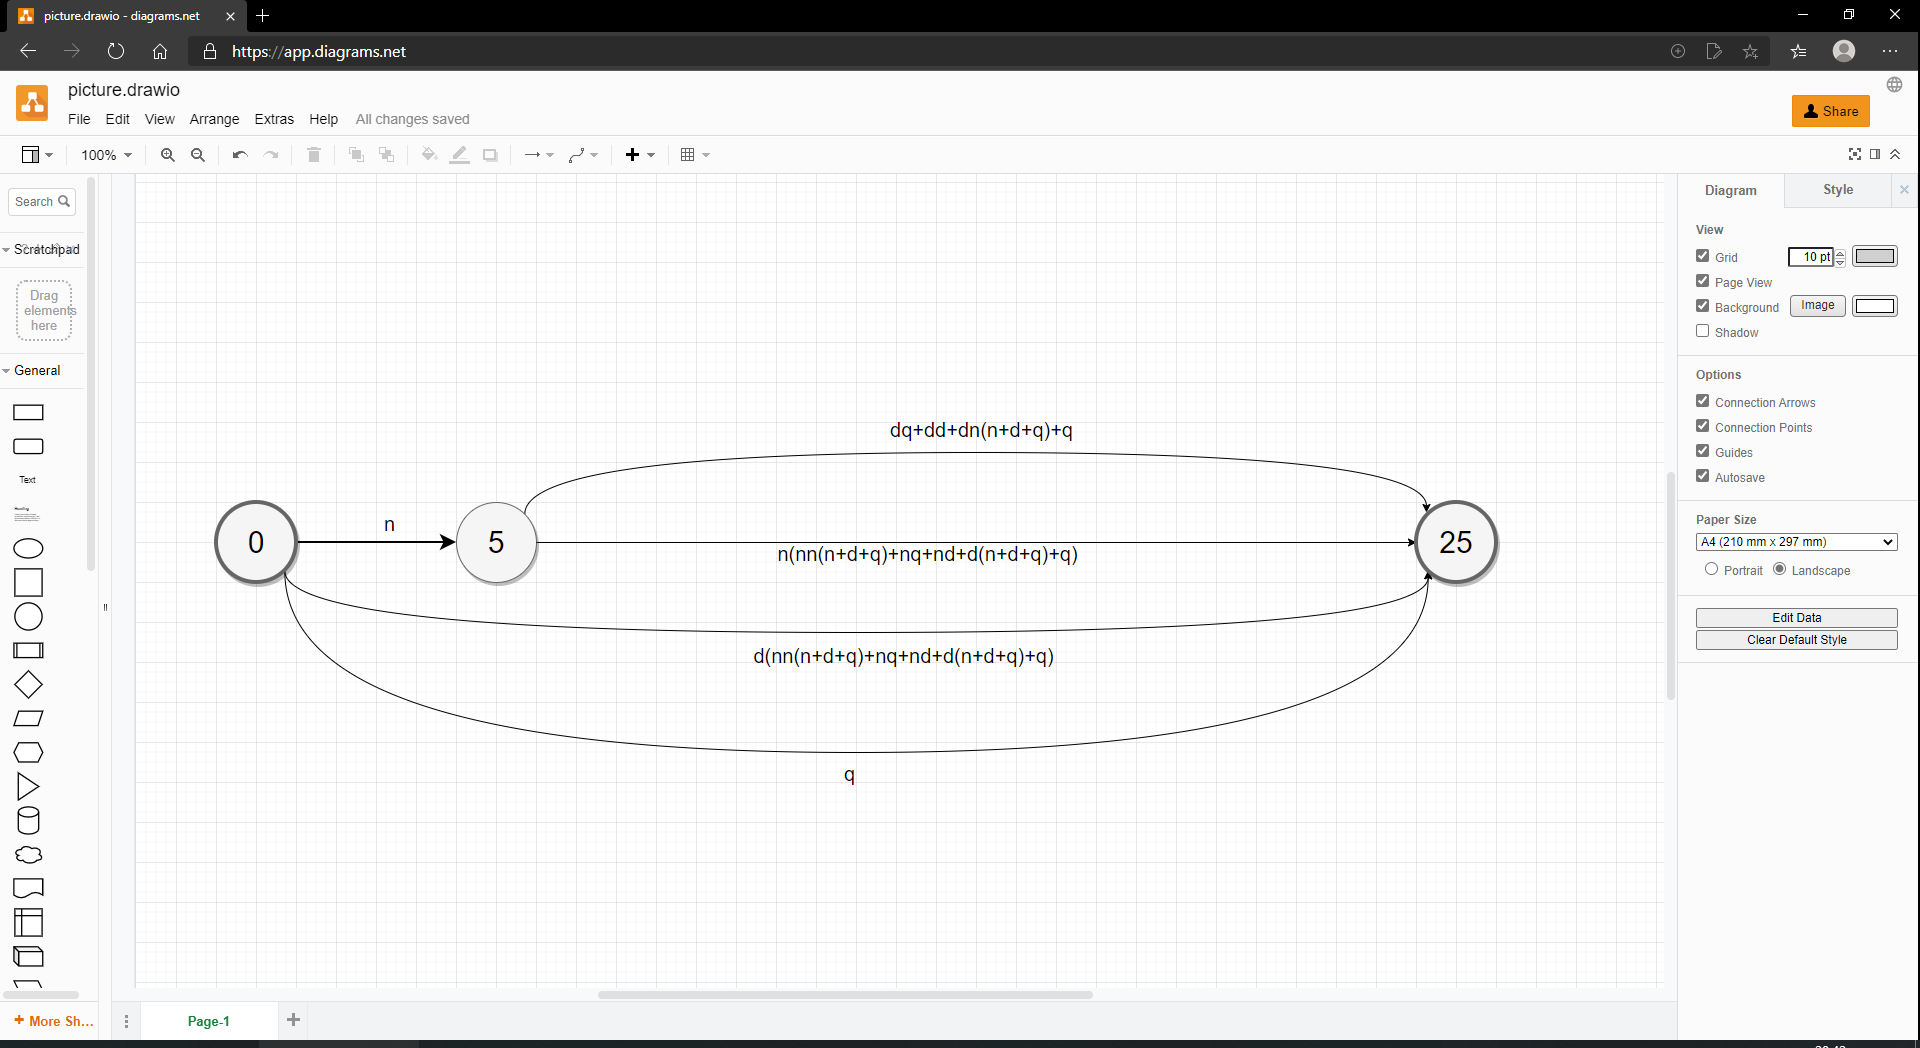 picture.drawio - diagrams.net
https://app.diagrams.net
picture.drawio
File Edit View Arrange Extras Help All changes saved
Share
100%
Search
Scratchpad
Drag
elements
here
General
Text
Heading
More Sh...
dq+dd+dn(n+d+q)+q
0
n
5
25
n(nn(n+d+q)+nq+nd+d(n+d+q)+q)
d(nn(n+d+q)+nq+nd+d(n+d+q)+q)
q
Page-1
Diagram Style
View
Grid 10 pt
Page View
Background Image
Shadow
Options
Connection Arrows
Connection Points
Guides
Autosave
Paper Size
A4 (210 mm x 297 mm)
Portrait Landscape
Edit Data
Clear Default Style